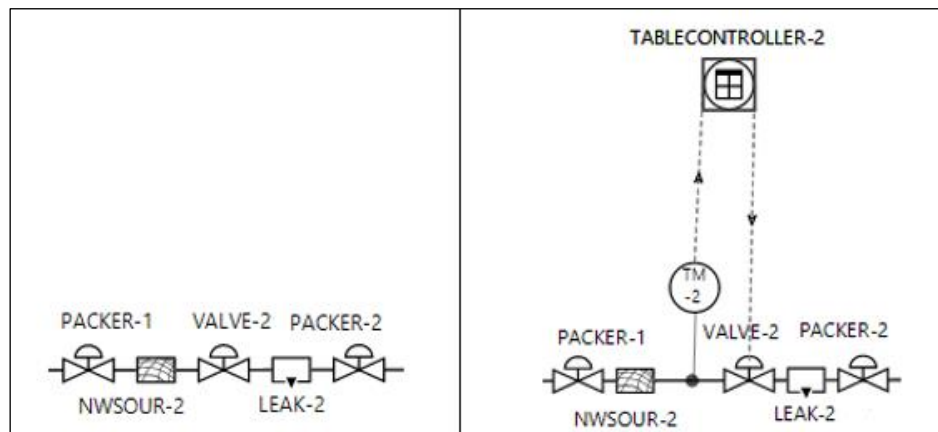 PACKER-1 VALVE-2 PACKER-2
NWSOUR-2 LEAK-2
TABLECONTROLLER-2
TM
-2
PACKER-1 VALVE-2 PACKER-2
NWSOUR-2 LEAK-2